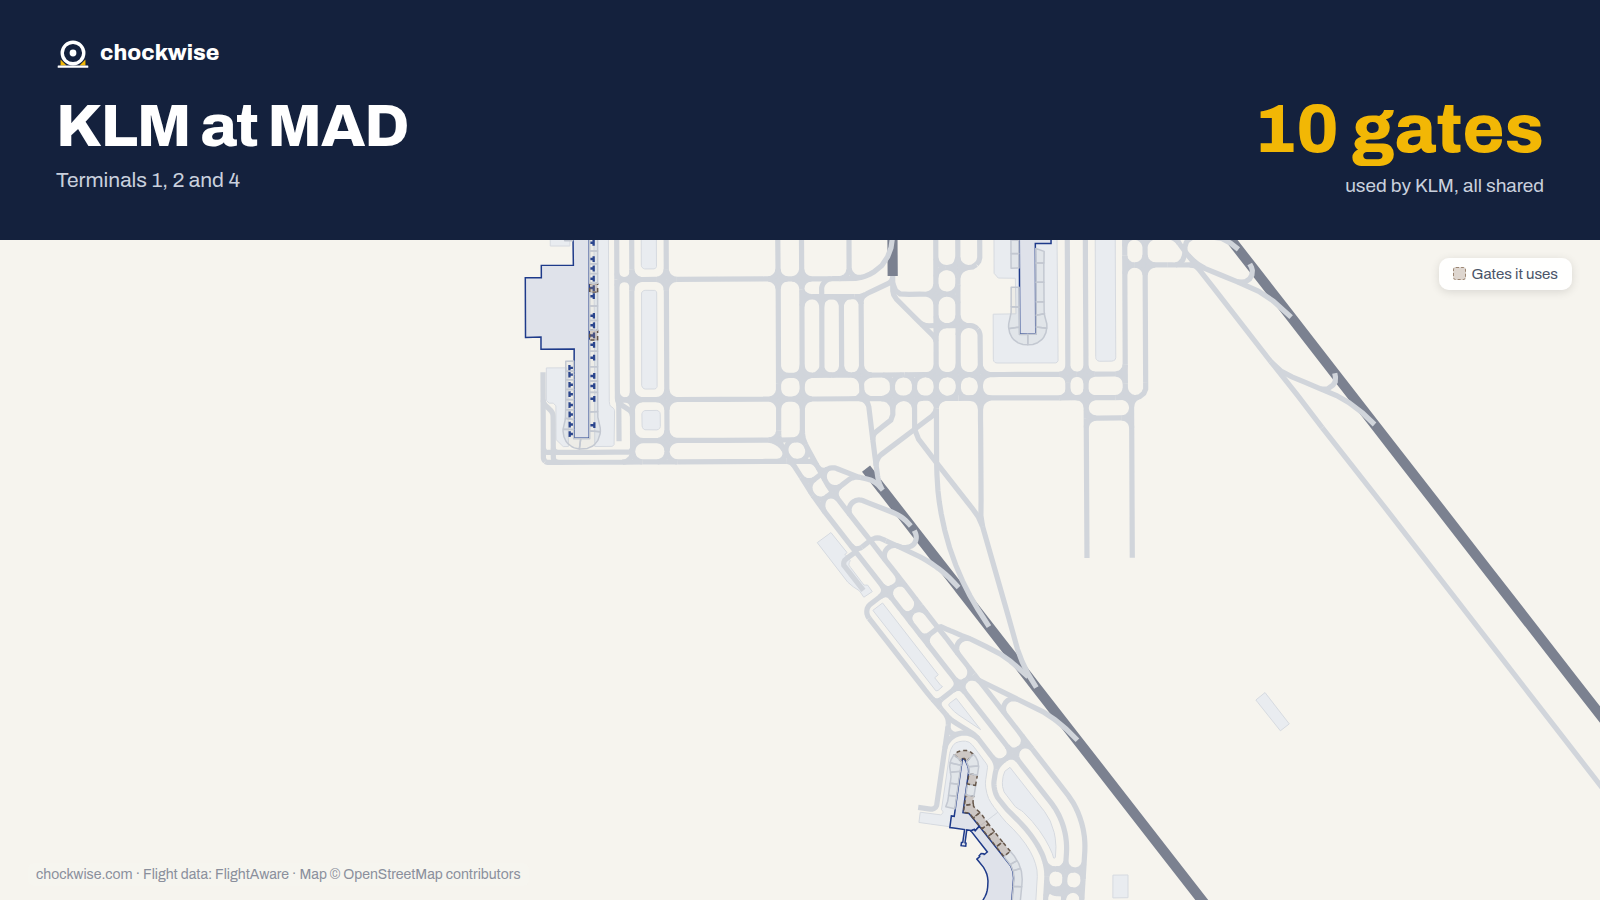 chockwise
KLM at MAD
Terminals 1, 2 and 4
10 gates
used by KLM, all shared
Gates it uses
chockwise.com · Flight data: FlightAware · Map © OpenStreetMap contributors